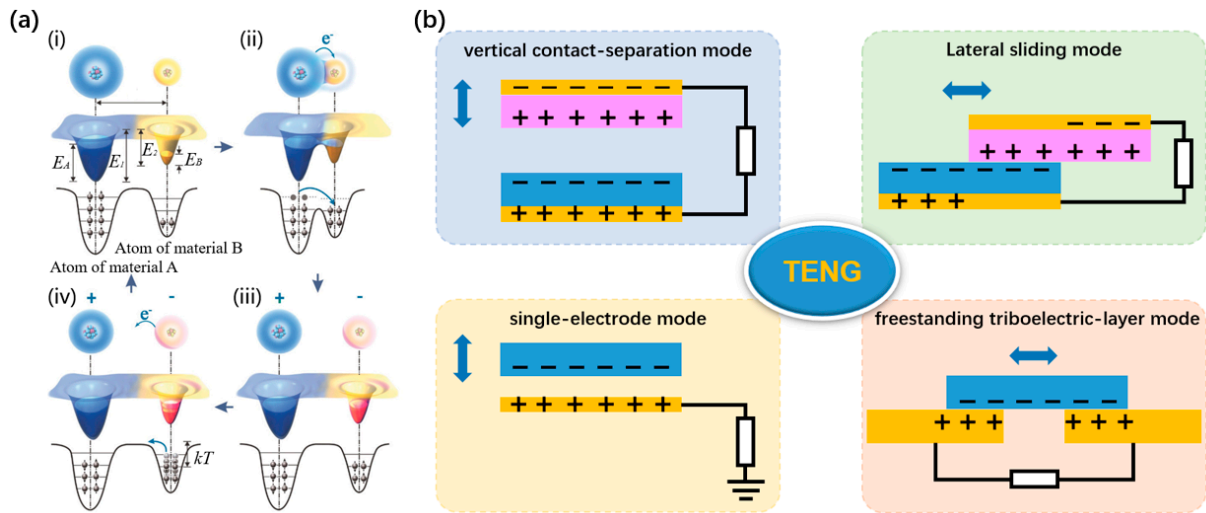 (a)
(i)
(ii)
e-
E_A
E_1
E_2
E_B
Atom of material B
Atom of material A
(iv)
+
-
(iii)
+
-
e-
kT
(b)
vertical contact-separation mode
− − − − − −
+ + + + + +
− − − − − −
+ + + + + +
Lateral sliding mode
− − −
+ + + + + +
− − − − − −
+ + +
TENG
single-electrode mode
− − − − − −
+ + + + + +
freestanding triboelectric-layer mode
− − − − − −
+ + + + + +